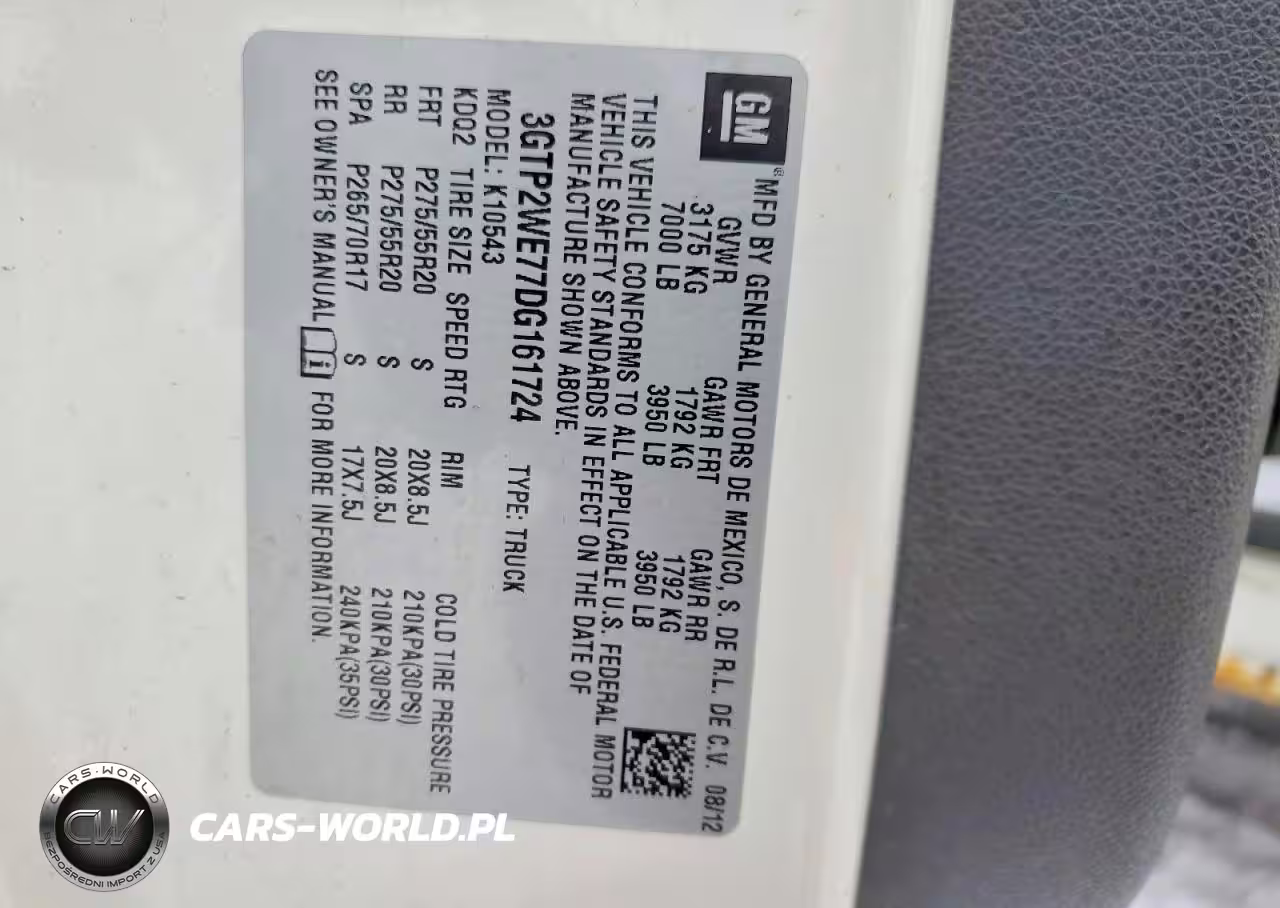 GM® MFD BY GENERAL MOTORS DE MEXICO, S. DE R.L. DE C.V. 08/12
GVWR GAWR FRT GAWR RR
3175 KG 1792 KG 1792 KG
7000 LB 3950 LB 3950 LB
THIS VEHICLE CONFORMS TO ALL APPLICABLE U.S. FEDERAL MOTOR
VEHICLE SAFETY STANDARDS IN EFFECT ON THE DATE OF
MANUFACTURE SHOWN ABOVE.
3GTP2WE77DG161724 TYPE: TRUCK
MODEL: K10543
KDQ2 TIRE SIZE SPEED RTG RIM COLD TIRE PRESSURE
FRT P275/55R20 S 20X8.5J 210KPA(30PSI)
RR P275/55R20 S 20X8.5J 210KPA(30PSI)
SPA P265/70R17 S 17X7.5J 240KPA(35PSI)
SEE OWNER'S MANUAL i FOR MORE INFORMATION.
CARS-WORLD
CW
BEZPOŚREDNI IMPORT Z USA
CARS-WORLD.PL